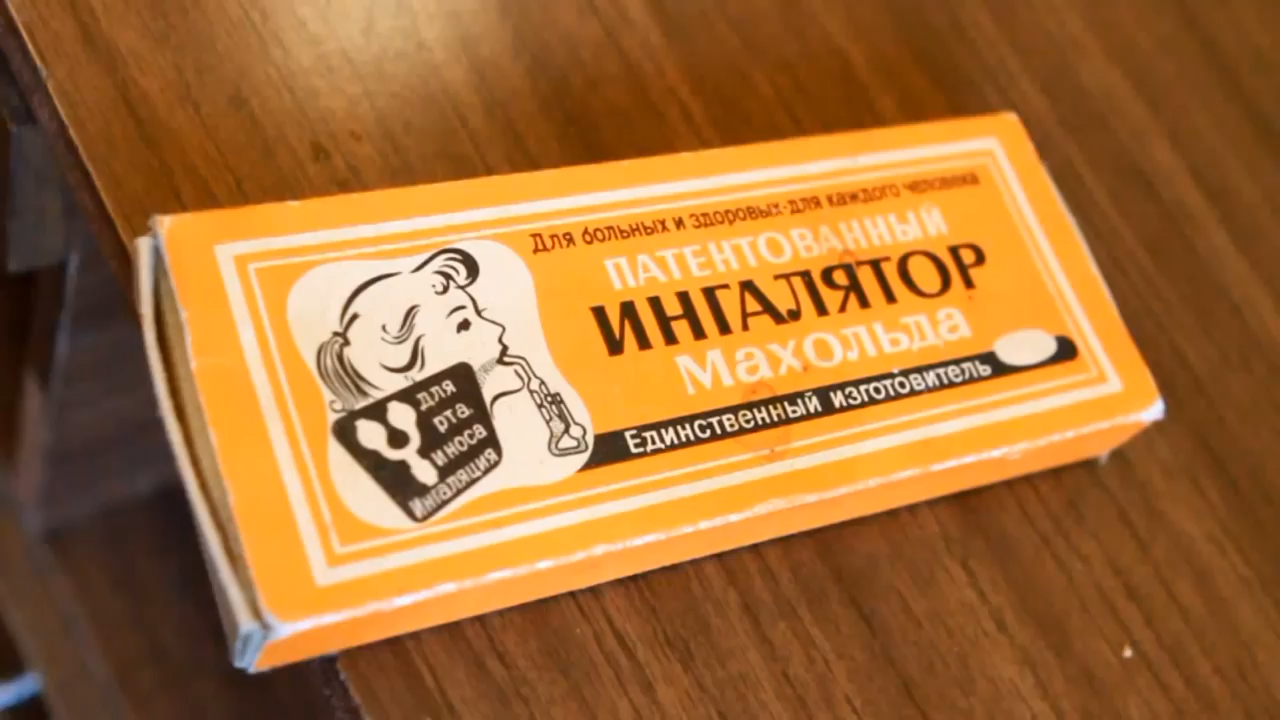 Для больных и здоровых-для каждого человека
ПАТЕНТОВАННЫЙ
ИНГАЛЯТОР
Махольда
Единственный изготовитель
для
рта.
и носа
Ингаляция